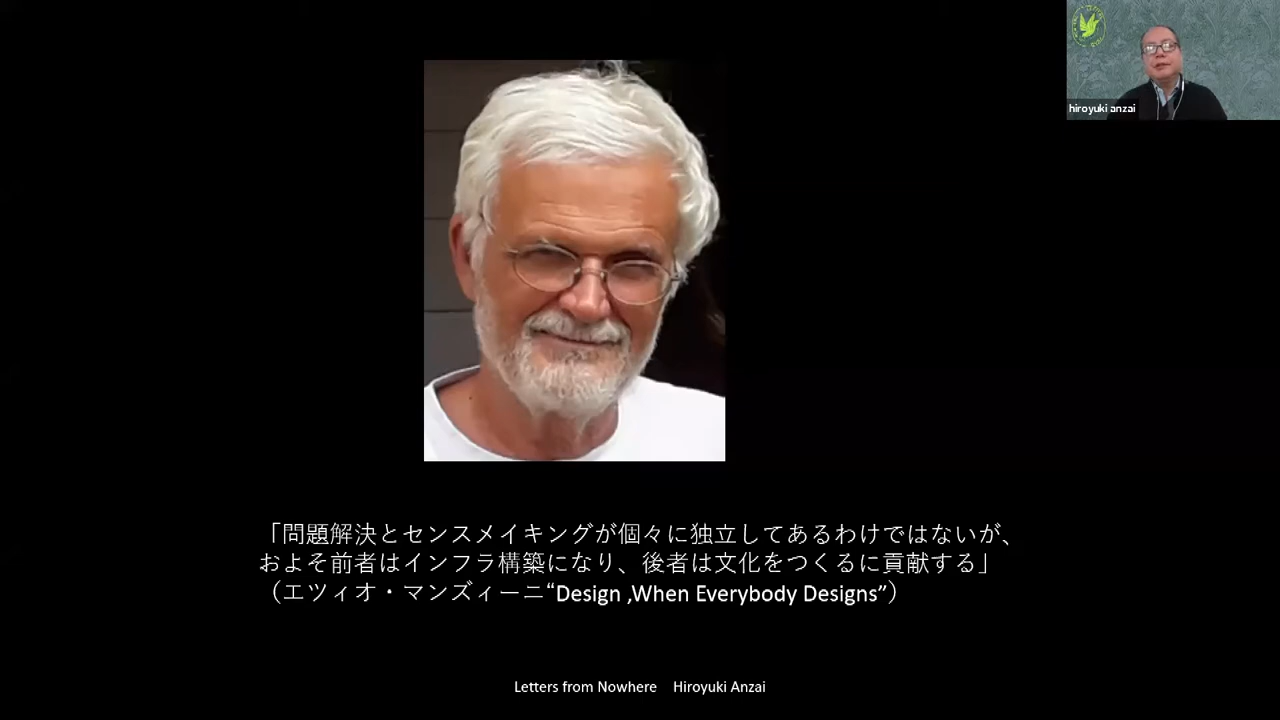 hiroyuki anzai
「問題解決とセンスメイキングが個々に独立してあるわけではないが、
およそ前者はインフラ構築になり、後者は文化をつくるに貢献する」
（エツィオ・マンズィーニ“Design ,When Everybody Designs”）
Letters from Nowhere Hiroyuki Anzai